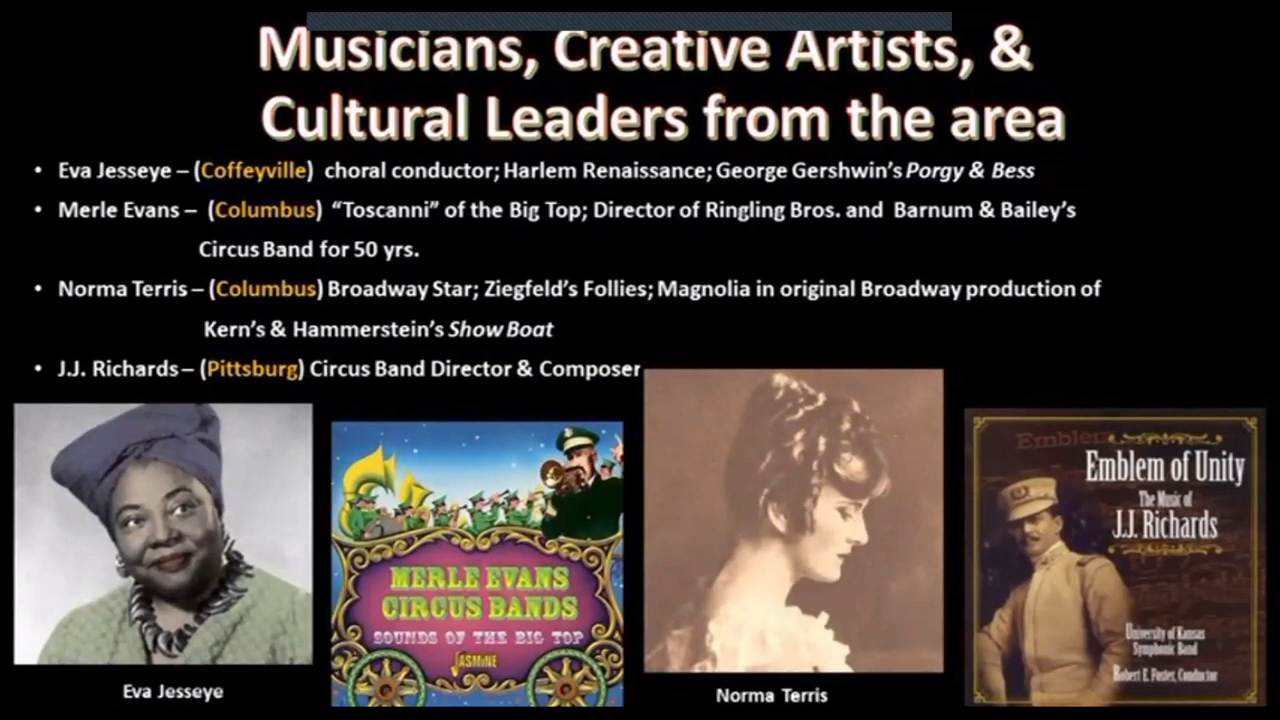 Musicians, Creative Artists, &
Cultural Leaders from the area
• Eva Jesseye – (Coffeyville) choral conductor; Harlem Renaissance; George Gershwin's Porgy & Bess
• Merle Evans – (Columbus) “Toscanni” of the Big Top; Director of Ringling Bros. and Barnum & Bailey's
Circus Band for 50 yrs.
• Norma Terris – (Columbus) Broadway Star; Ziegfeld's Follies; Magnolia in original Broadway production of
Kern's & Hammerstein's Show Boat
• J.J. Richards – (Pittsburg) Circus Band Director & Composer
MERLE EVANS
CIRCUS BANDS
SOUNDS OF THE BIG TOP
JASMINE
Emblem
Emblem of Unity
The Music of
J.J. Richards
University of Kansas
Symphonic Band
Robert E. Foster, Conductor
Eva Jesseye
Norma Terris